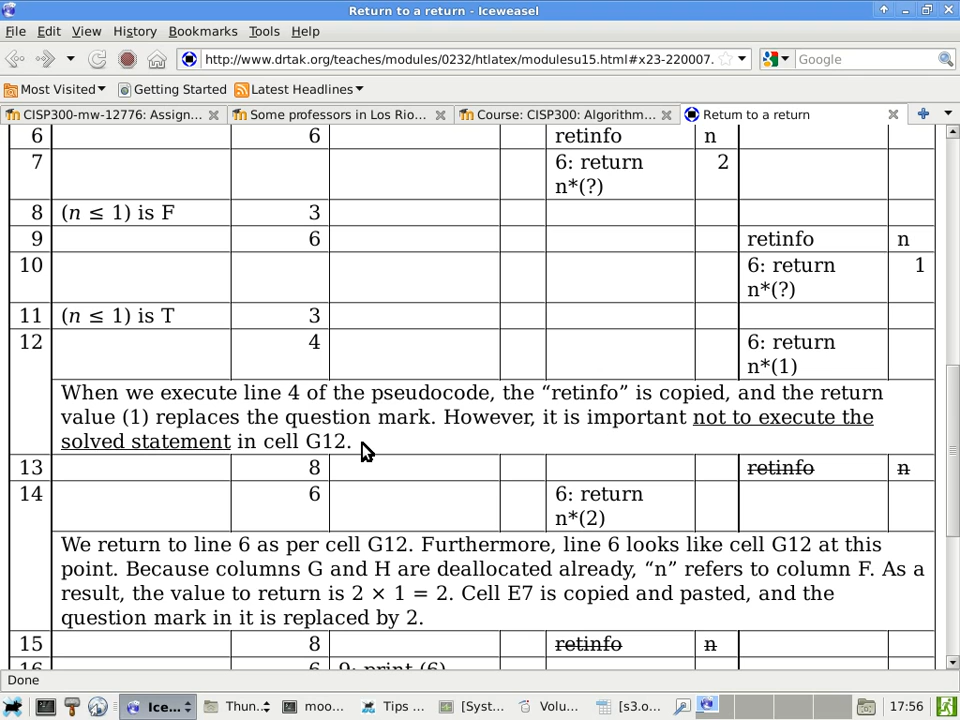 Return to a return - Iceweasel
File Edit View History Bookmarks Tools Help
http://www.drtak.org/teaches/modules/0232/htlatex/modulesu15.html#x23-220007. Google
Most Visited Getting Started Latest Headlines
CISP300-mw-12776: Assign... Some professors in Los Rio... Course: CISP300: Algorithm... Return to a return
6 6 retinfo n
7 6: return 2
n*(?)
8 (n ≤ 1) is F 3
9 6 retinfo n
10 6: return 1
n*(?)
11 (n ≤ 1) is T 3
12 4 6: return
n*(1)
When we execute line 4 of the pseudocode, the “retinfo” is copied, and the return
value (1) replaces the question mark. However, it is important not to execute the
solved statement in cell G12.
13 8 retinfo n
14 6 6: return
n*(2)
We return to line 6 as per cell G12. Furthermore, line 6 looks like cell G12 at this
point. Because columns G and H are deallocated already, “n” refers to column F. As a
result, the value to return is 2 × 1 = 2. Cell E7 is copied and pasted, and the
question mark in it is replaced by 2.
15 8 retinfo n
16 6 9: print (6)
Done
Ice... Thun... moo... Tips ... [Syst... Volu... [s3.o... 17:56